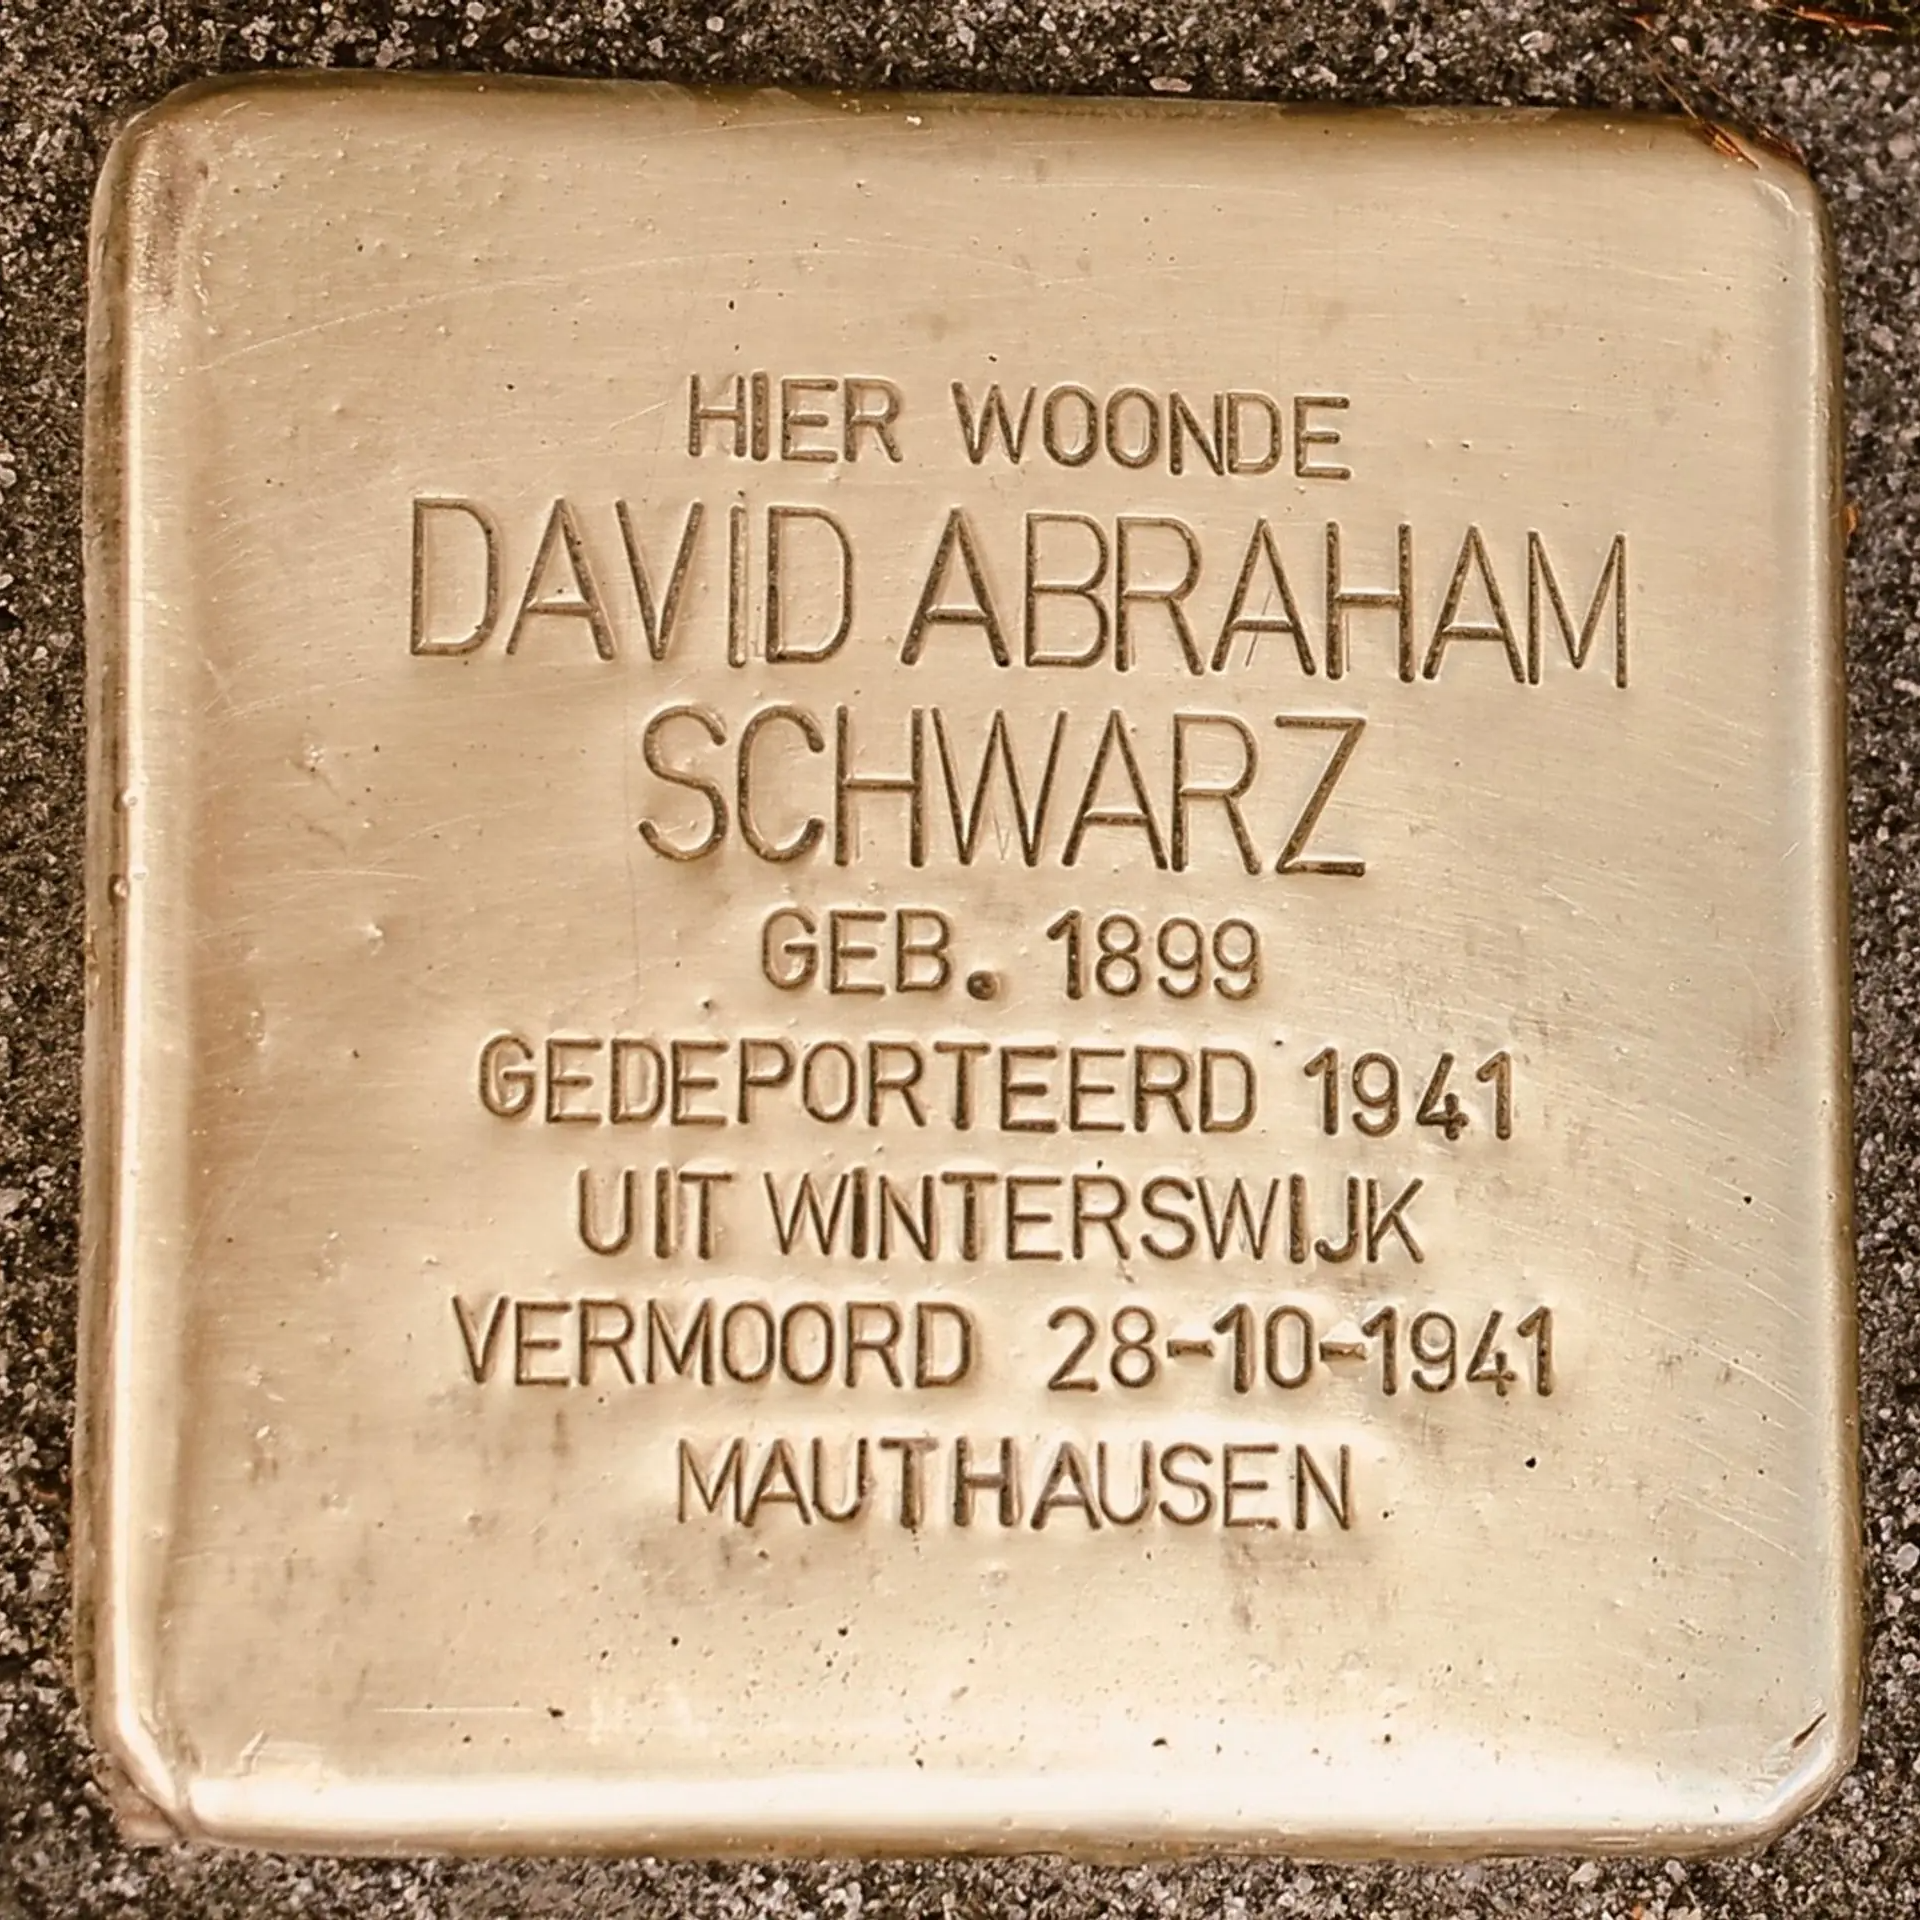 HIER WOONDE
DAVID ABRAHAM
SCHWARZ
GEB. 1899
GEDEPORTEERD 1941
UIT WINTERSWIJK
VERMOORD 28-10-1941
MAUTHAUSEN